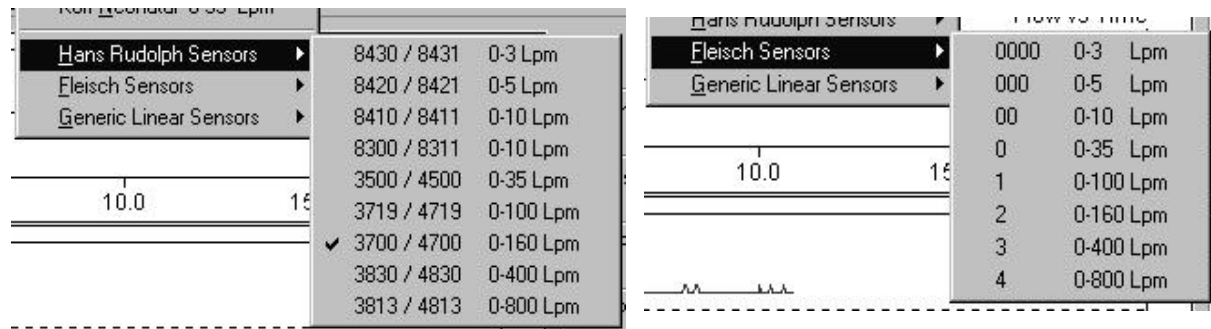 Hans Rudolph Sensors
Fleisch Sensors
Generic Linear Sensors
8430 / 8431 0-3 Lpm
8420 / 8421 0-5 Lpm
8410 / 8411 0-10 Lpm
8300 / 8311 0-10 Lpm
3500 / 4500 0-35 Lpm
3719 / 4719 0-100 Lpm
3700 / 4700 0-160 Lpm
3830 / 4830 0-400 Lpm
3813 / 4813 0-800 Lpm
10.0
Hans Rudolph Sensors
Fleisch Sensors
Generic Linear Sensors
0000 0-3 Lpm
000 0-5 Lpm
00 0-10 Lpm
0 0-35 Lpm
1 0-100 Lpm
2 0-160 Lpm
3 0-400 Lpm
4 0-800 Lpm
10.0